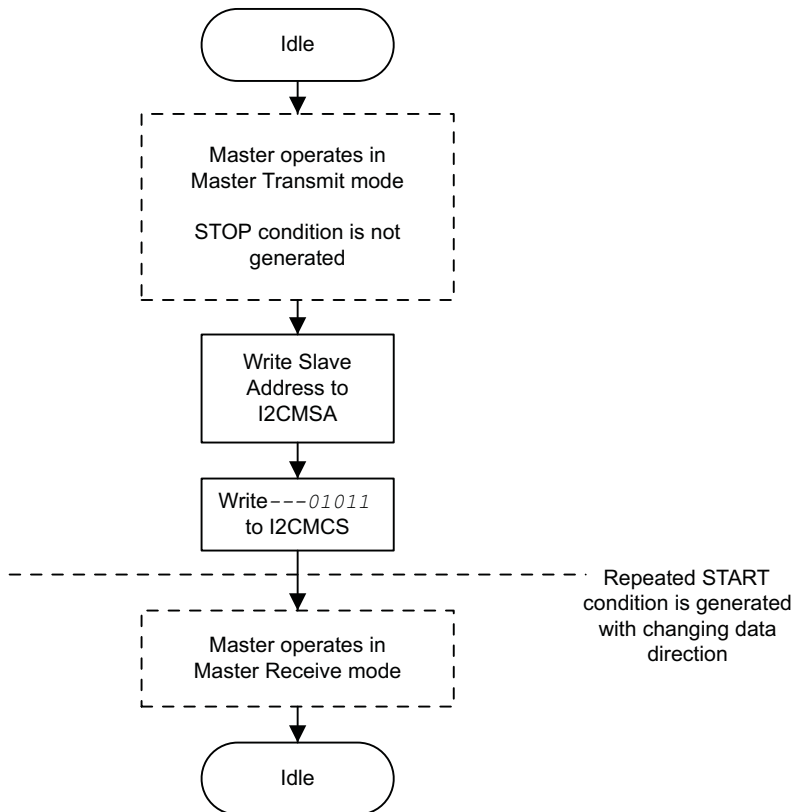 Idle
Master operates in
Master Transmit mode
STOP condition is not
generated
Write Slave
Address to
I2CMSA
Write ---01011
to I2CMCS
Repeated START
condition is generated
with changing data
direction
Master operates in
Master Receive mode
Idle